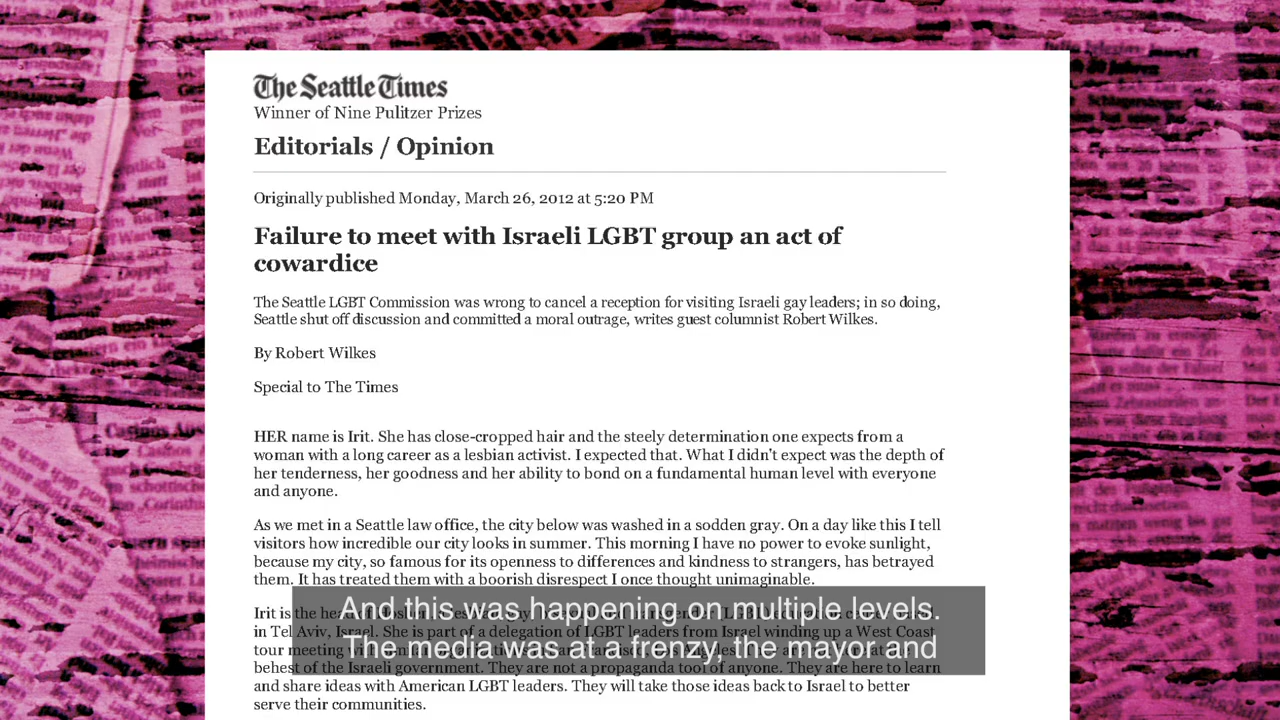 The Seattle Times
Winner of Nine Pulitzer Prizes
Editorials / Opinion
Originally published Monday, March 26, 2012 at 5:20 PM
Failure to meet with Israeli LGBT group an act of
cowardice
The Seattle LGBT Commission was wrong to cancel a reception for visiting Israeli gay leaders; in so doing,
Seattle shut off discussion and committed a moral outrage, writes guest columnist Robert Wilkes.
By Robert Wilkes
Special to The Times
HER name is Irit. She has close-cropped hair and the steely determination one expects from a
woman with a long career as a lesbian activist. I expected that. What I didn't expect was the depth of
her tenderness, her goodness and her ability to bond on a fundamental human level with everyone
and anyone.
As we met in a Seattle law office, the city below was washed in a sodden gray. On a day like this I tell
visitors how incredible our city looks in summer. This morning I have no power to evoke sunlight,
because my city, so famous for its openness to differences and kindness to strangers, has betrayed
them. It has treated them with a boorish disrespect I once thought unimaginable.
Irit is the
in Tel Aviv, Israel. She is part of a delegation of LGBT leaders from Israel winding up a West Coast
tour meeting
behest of the Israeli government. They are not a propaganda tool of anyone. They are here to learn
and share ideas with American LGBT leaders. They will take those ideas back to Israel to better
serve their communities.
And this was happening on multiple levels.
The media was at a frenzy, the mayor and